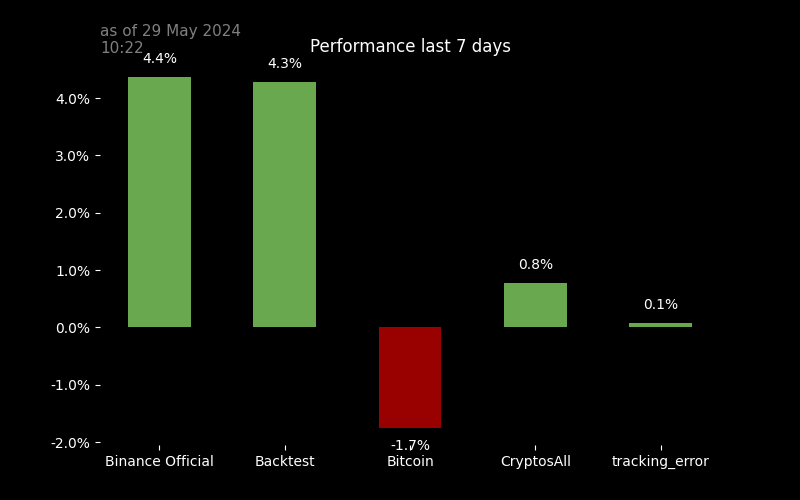 as of 29 May 2024
10:22
Performance last 7 days
4.4%
4.3%
-1.7%
0.8%
0.1%
4.0%
3.0%
2.0%
1.0%
0.0%
-1.0%
-2.0%
Binance Official
Backtest
Bitcoin
CryptosAll
tracking_error